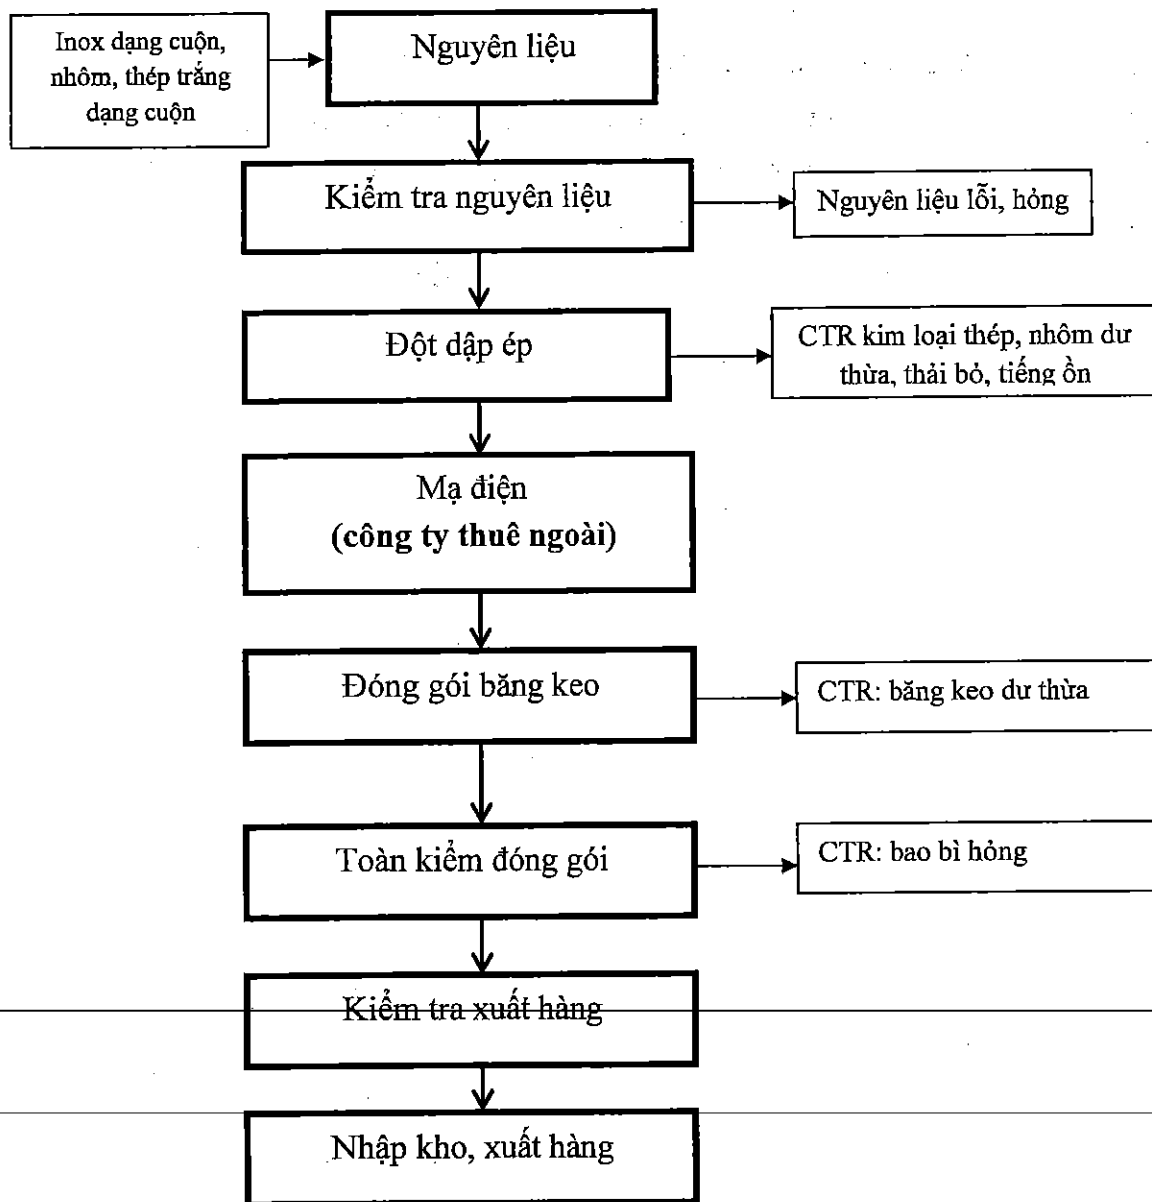 Inox dạng cuộn,
nhôm, thép trắng
dạng cuộn
Nguyên liệu
Kiểm tra nguyên liệu
Nguyên liệu lỗi, hỏng
Đột dập ép
CTR kim loại thép, nhôm dư
thừa, thải bỏ, tiếng ồn
Mạ điện
(công ty thuê ngoài)
Đóng gói băng keo
CTR: băng keo dư thừa
Toàn kiểm đóng gói
CTR: bao bì hỏng
Kiểm tra xuất hàng
Nhập kho, xuất hàng